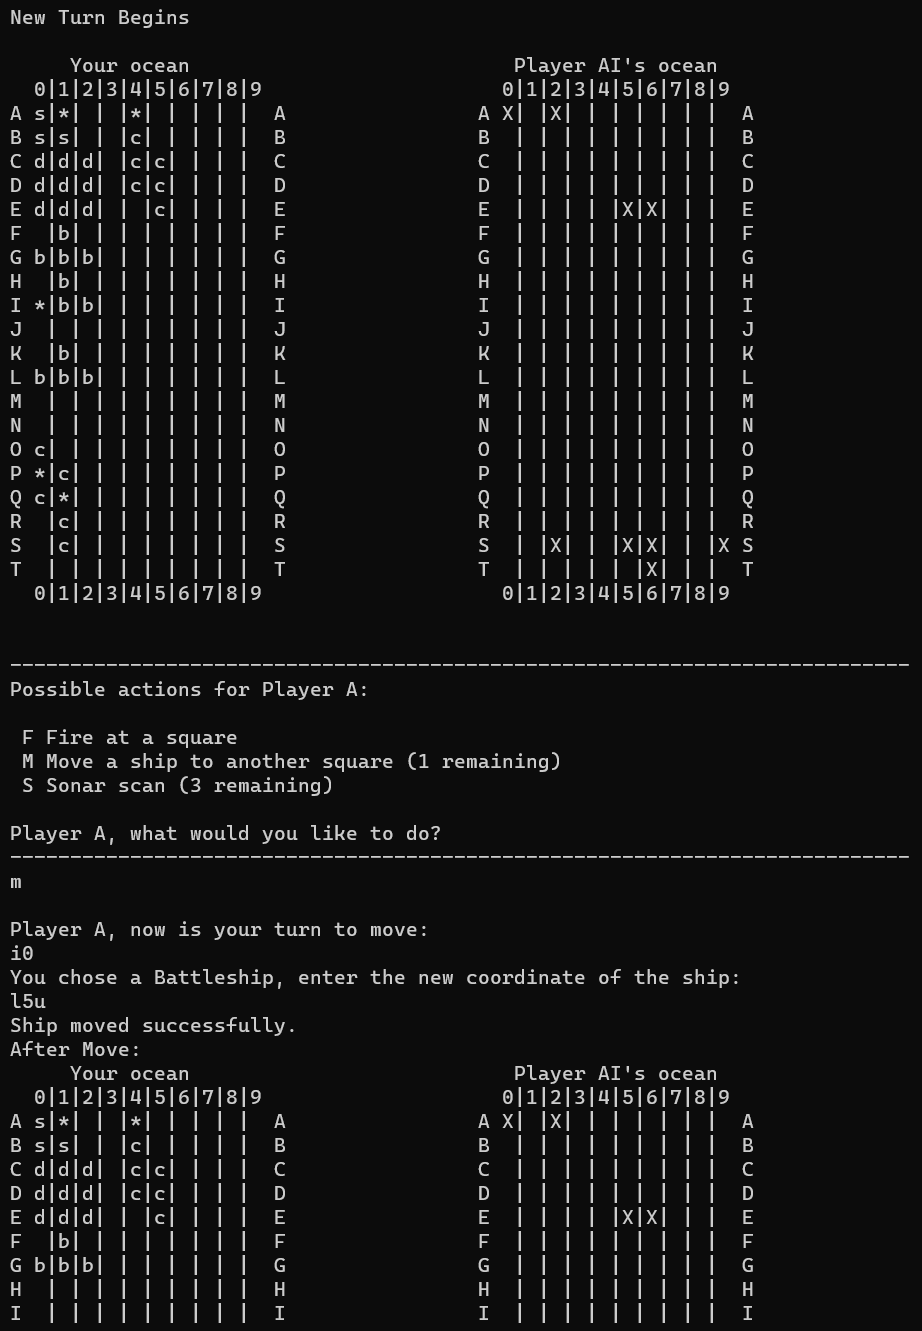 New Turn Begins
     Your ocean                           Player AI's ocean
  0|1|2|3|4|5|6|7|8|9                    0|1|2|3|4|5|6|7|8|9
A s|*| | |*| | | | |  A                A X| |X| | | | | | |  A
B s|s| | |c| | | | |  B                B  | | | | | | | | |  B
C d|d|d| |c|c| | | |  C                C  | | | | | | | | |  C
D d|d|d| |c|c| | | |  D                D  | | | | | | | | |  D
E d|d|d| | |c| | | |  E                E  | | | | |X|X| | |  E
F  |b| | | | | | | |  F                F  | | | | | | | | |  F
G b|b|b| | | | | | |  G                G  | | | | | | | | |  G
H  |b| | | | | | | |  H                H  | | | | | | | | |  H
I *|b|b| | | | | | |  I                I  | | | | | | | | |  I
J  | | | | | | | | |  J                J  | | | | | | | | |  J
K  |b| | | | | | | |  K                K  | | | | | | | | |  K
L b|b|b| | | | | | |  L                L  | | | | | | | | |  L
M  | | | | | | | | |  M                M  | | | | | | | | |  M
N  | | | | | | | | |  N                N  | | | | | | | | |  N
O c| | | | | | | | |  O                O  | | | | | | | | |  O
P *|c| | | | | | | |  P                P  | | | | | | | | |  P
Q c|*| | | | | | | |  Q                Q  | | | | | | | | |  Q
R  |c| | | | | | | |  R                R  | | | | | | | | |  R
S  |c| | | | | | | |  S                S  | |X| | |X|X| | |X S
T  | | | | | | | | |  T                T  | | | | | |X| | |  T
  0|1|2|3|4|5|6|7|8|9                    0|1|2|3|4|5|6|7|8|9
---------------------------------------------------------------------------
Possible actions for Player A:
 F Fire at a square
 M Move a ship to another square (1 remaining)
 S Sonar scan (3 remaining)
Player A, what would you like to do?
---------------------------------------------------------------------------
m
Player A, now is your turn to move:
i0
You chose a Battleship, enter the new coordinate of the ship:
l5u
Ship moved successfully.
After Move:
     Your ocean                           Player AI's ocean
  0|1|2|3|4|5|6|7|8|9                    0|1|2|3|4|5|6|7|8|9
A s|*| | |*| | | | |  A                A X| |X| | | | | | |  A
B s|s| | |c| | | | |  B                B  | | | | | | | | |  B
C d|d|d| |c|c| | | |  C                C  | | | | | | | | |  C
D d|d|d| |c|c| | | |  D                D  | | | | | | | | |  D
E d|d|d| | |c| | | |  E                E  | | | | |X|X| | |  E
F  |b| | | | | | | |  F                F  | | | | | | | | |  F
G b|b|b| | | | | | |  G                G  | | | | | | | | |  G
H  | | | | | | | | |  H                H  | | | | | | | | |  H
I  | | | | | | | | |  I                I  | | | | | | | | |  I